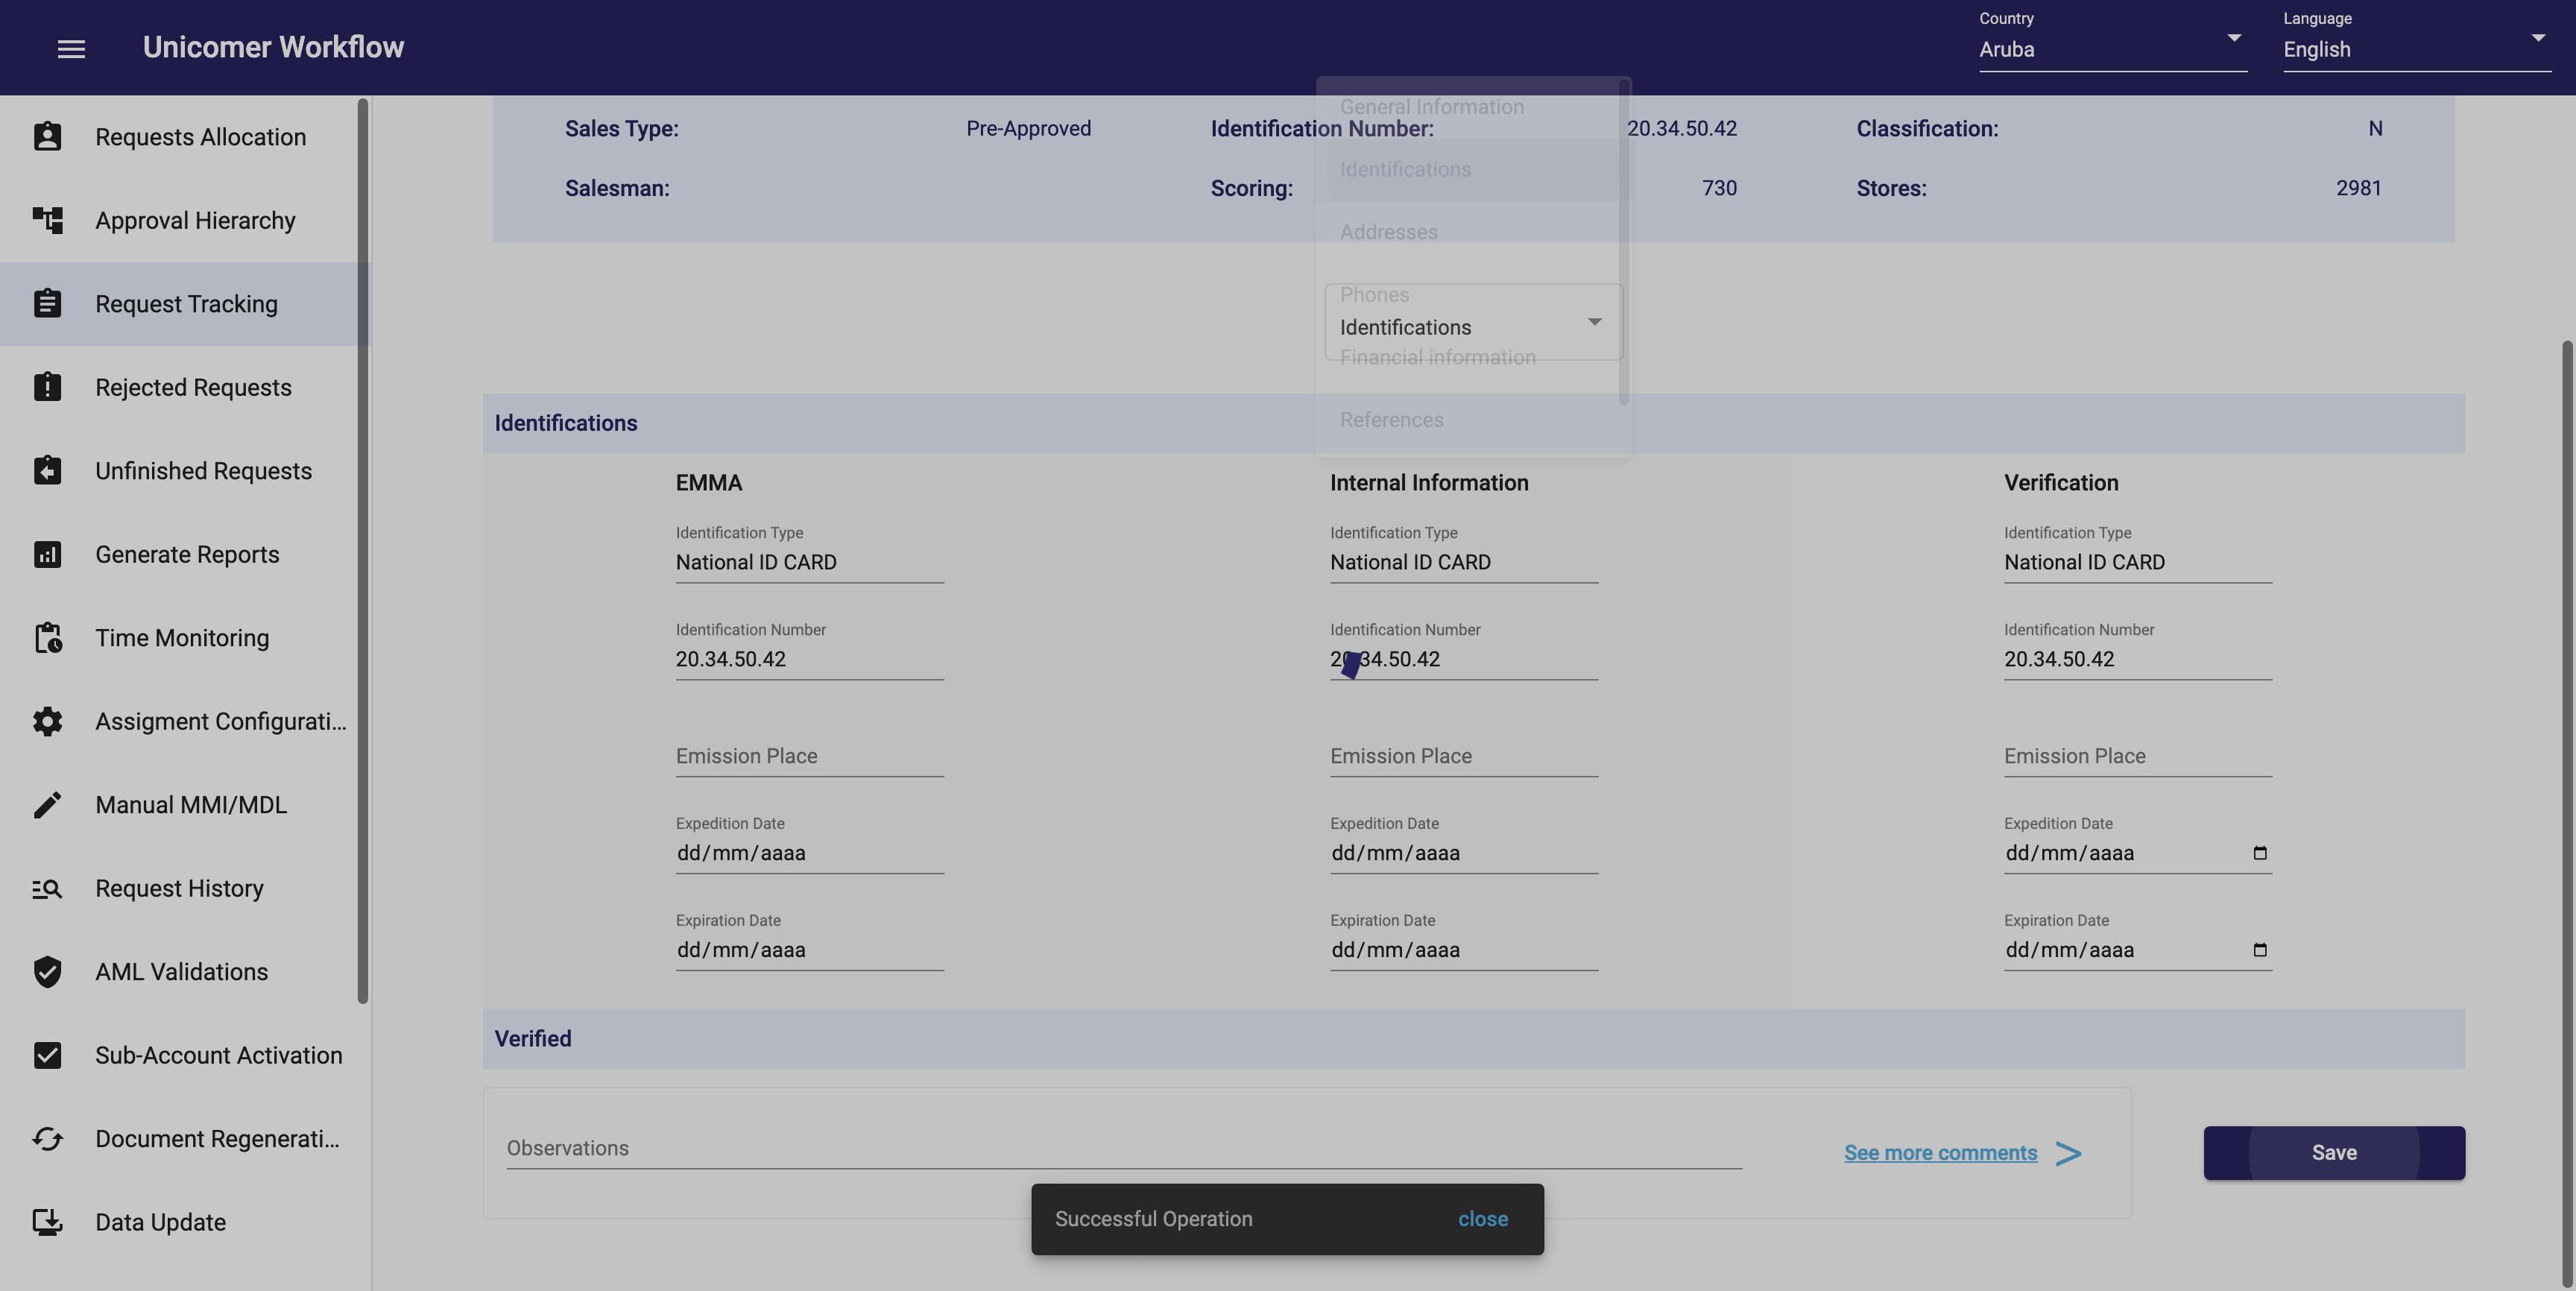 Unicomer Workflow
Country
Aruba
Language
English
Requests Allocation
Approval Hierarchy
Request Tracking
Rejected Requests
Unfinished Requests
Generate Reports
Time Monitoring
Assigment Configurati...
Manual MMI/MDL
Request History
AML Validations
Sub-Account Activation
Document Regenerati...
Data Update
Sales Type: Pre-Approved Identification Number: 20.34.50.42 Classification: N
Salesman: Scoring: 730 Stores: 2981
General Information
Identifications
Addresses
Phones
Identifications
Financial information
References
Identifications
EMMA
Identification Type
National ID CARD
Identification Number
20.34.50.42
Emission Place
Expedition Date
dd/mm/aaaa
Expiration Date
dd/mm/aaaa
Internal Information
Identification Type
National ID CARD
Identification Number
20.34.50.42
Emission Place
Expedition Date
dd/mm/aaaa
Expiration Date
dd/mm/aaaa
Verification
Identification Type
National ID CARD
Identification Number
20.34.50.42
Emission Place
Expedition Date
dd/mm/aaaa
Expiration Date
dd/mm/aaaa
Verified
Observations
See more comments >
Save
Successful Operation close